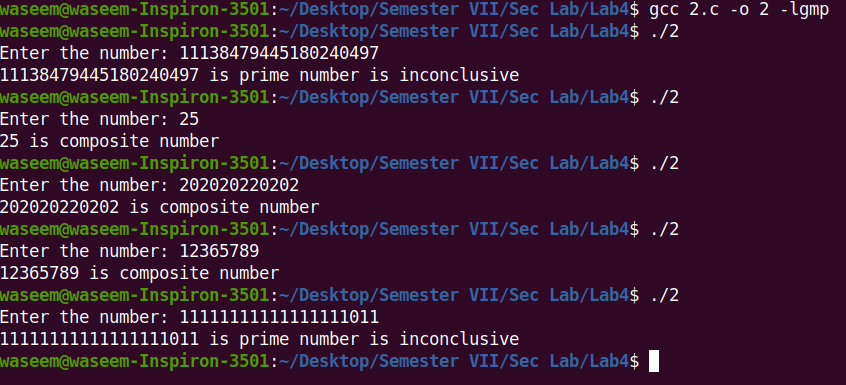 waseem@waseem-Inspiron-3501:~/Desktop/Semester VII/Sec Lab/Lab4$ gcc 2.c -o 2 -lgmp
waseem@waseem-Inspiron-3501:~/Desktop/Semester VII/Sec Lab/Lab4$ ./2
Enter the number: 11138479445180240497
11138479445180240497 is prime number is inconclusive
waseem@waseem-Inspiron-3501:~/Desktop/Semester VII/Sec Lab/Lab4$ ./2
Enter the number: 25
25 is composite number
waseem@waseem-Inspiron-3501:~/Desktop/Semester VII/Sec Lab/Lab4$ ./2
Enter the number: 202020220202
202020220202 is composite number
waseem@waseem-Inspiron-3501:~/Desktop/Semester VII/Sec Lab/Lab4$ ./2
Enter the number: 12365789
12365789 is composite number
waseem@waseem-Inspiron-3501:~/Desktop/Semester VII/Sec Lab/Lab4$ ./2
Enter the number: 11111111111111111011
11111111111111111011 is prime number is inconclusive
waseem@waseem-Inspiron-3501:~/Desktop/Semester VII/Sec Lab/Lab4$